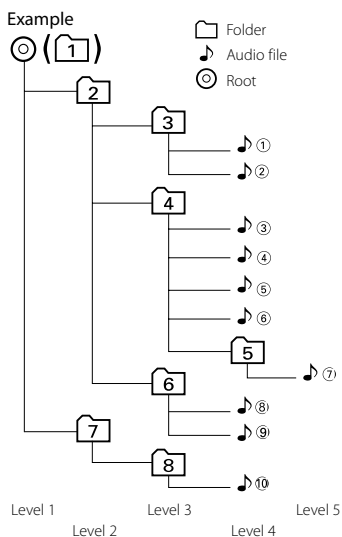 Example
Folder
Audio file
Root
( 1 )
2
3
①
②
4
③
④
⑤
⑥
5
⑦
6
⑧
⑨
7
8
⑩
Level 1 Level 3 Level 5
Level 2 Level 4